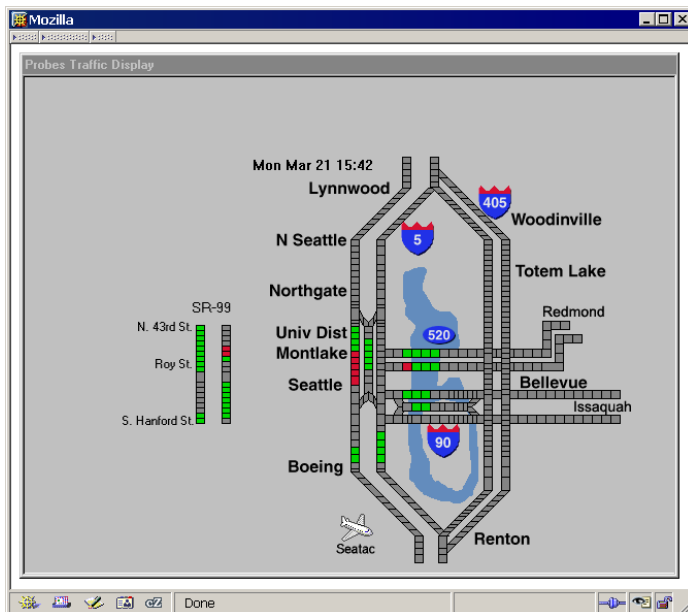 Mozilla
Probes Traffic Display
Mon Mar 21 15:42
Lynnwood
405
Woodinville
N Seattle
5
Totem Lake
Northgate
SR-99
Redmond
N. 43rd St.
Univ Dist
520
Montlake
Roy St.
Seattle
Bellevue
Issaquah
S. Hanford St.
90
Boeing
Seatac
Renton
Done